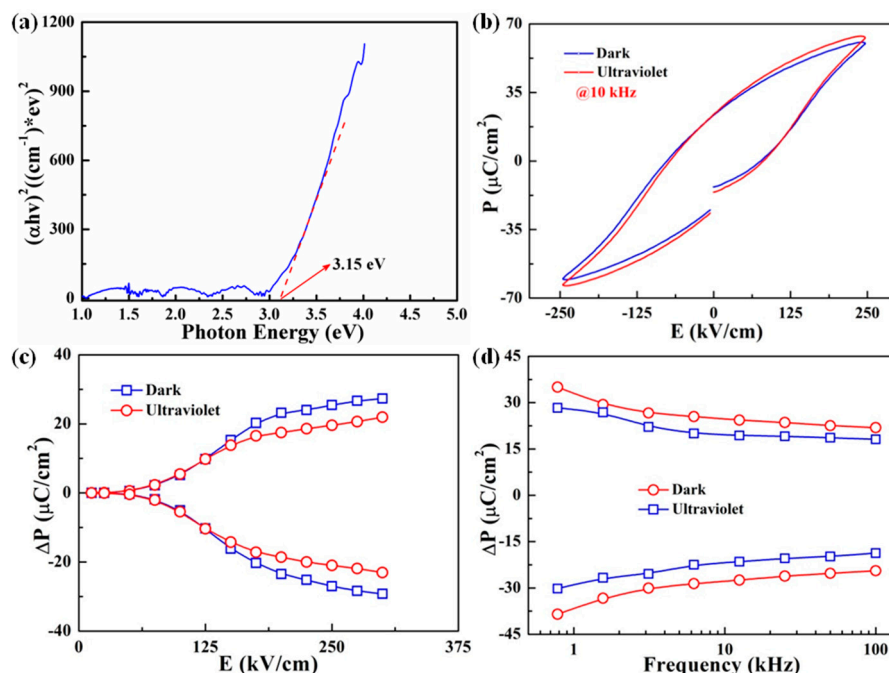 (a)
1200
900
600
300
0
1.0 1.5 2.0 2.5 3.0 3.5 4.0 4.5 5.0
(αhv)² ((cm⁻¹)*ev)²
Photon Energy (eV)
3.15 eV
(b)
70
35
0
-35
-70
-250 -125 0 125 250
P (μC/cm²)
E (kV/cm)
Dark
Ultraviolet
@10 kHz
(c)
40
20
0
-20
-40
0 125 250 375
ΔP (μC/cm²)
E (kV/cm)
Dark
Ultraviolet
(d)
45
30
15
0
-15
-30
-45
1 10 100
ΔP (μC/cm²)
Frequency (kHz)
Dark
Ultraviolet